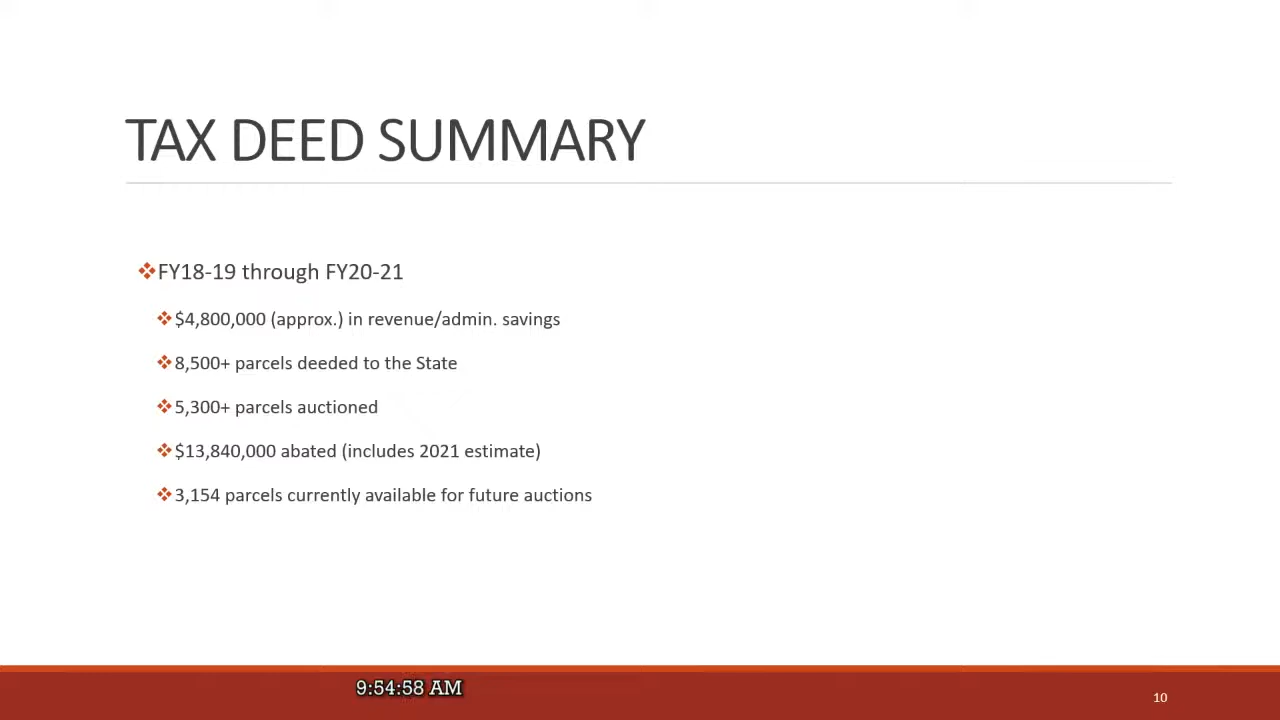 TAX DEED SUMMARY
FY18-19 through FY20-21
$4,800,000 (approx.) in revenue/admin. savings
8,500+ parcels deeded to the State
5,300+ parcels auctioned
$13,840,000 abated (includes 2021 estimate)
3,154 parcels currently available for future auctions
9:54:58 AM
10